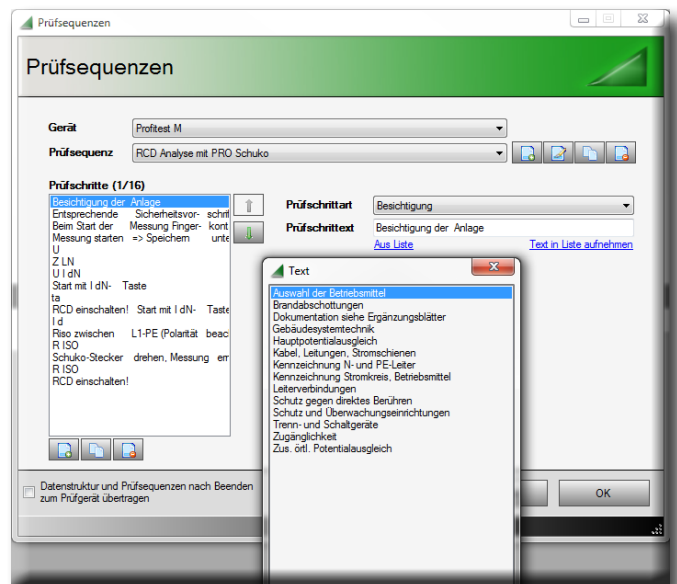 Prüfsequenzen
Prüfsequenzen
Gerät
Profitest M
Prüfsequenz
RCD Analyse mit PRO Schuko
Prüfschritte (1/16)
Besichtigung der Anlage
Entsprechende Sicherheitsvor- schrif
Beim Start der Messung Finger- kont
Messung starten => Speichern unte
U
Z LN
U I dN
Start mit I dN- Taste
ta
RCD einschalten! Start mit I dN- Taste
I d
Riso zwischen L1-PE (Polarität beac
R ISO
Schuko-Stecker drehen, Messung er
R ISO
RCD einschalten!
Prüfschrittart
Besichtigung
Prüfschritttext
Besichtigung der Anlage
Aus Liste
Text in Liste aufnehmen
Text
Auswahl der Betriebsmittel
Brandabschottungen
Dokumentation siehe Ergänzungsblätter
Gebäudesystemtechnik
Hauptpotentialausgleich
Kabel, Leitungen, Stromschienen
Kennzeichnung N- und PE-Leiter
Kennzeichnung Stromkreis, Betriebsmittel
Leiterverbindungen
Schutz gegen direktes Berühren
Schutz und Überwachungseinrichtungen
Trenn- und Schaltgeräte
Zugänglichkeit
Zus. örtl. Potentialausgleich
Datenstruktur und Prüfsequenzen nach Beenden
zum Prüfgerät übertragen
OK